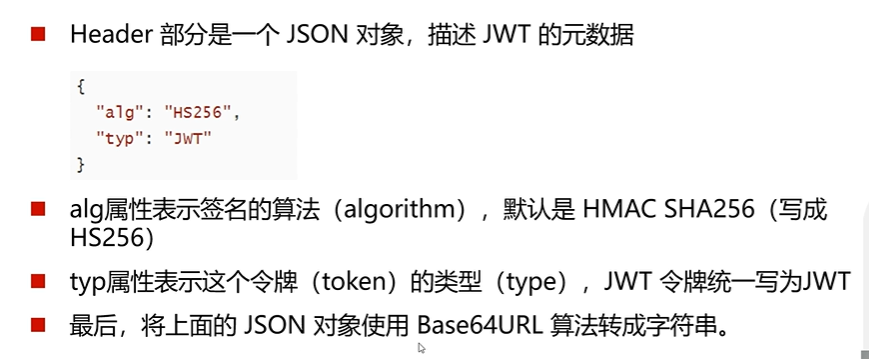 Header 部分是一个 JSON 对象，描述 JWT 的元数据
{
"alg": "HS256",
"typ": "JWT"
}
alg属性表示签名的算法（algorithm），默认是 HMAC SHA256（写成
HS256）
typ属性表示这个令牌（token）的类型（type），JWT 令牌统一写为JWT
最后，将上面的 JSON 对象使用 Base64URL 算法转成字符串。